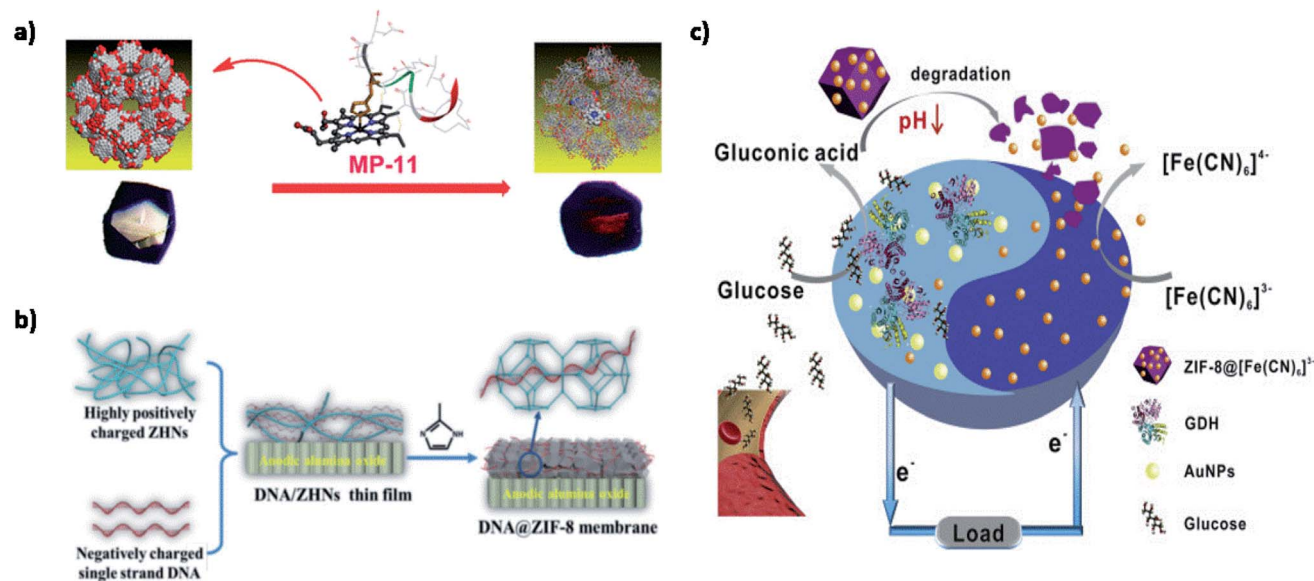 a)
MP-11
b)
Highly positively
charged ZHNs
Negatively charged
single strand DNA
Anodic alumina oxide
DNA/ZHNs thin film
N
NH
Anodic alumina oxide
DNA@ZIF-8 membrane
c)
degradation
pH↓
Gluconic acid
[Fe(CN)₆]⁴⁻
Glucose
[Fe(CN)₆]³⁻
e⁻
e⁻
Load
ZIF-8@[Fe(CN)₆]³⁻
GDH
AuNPs
Glucose